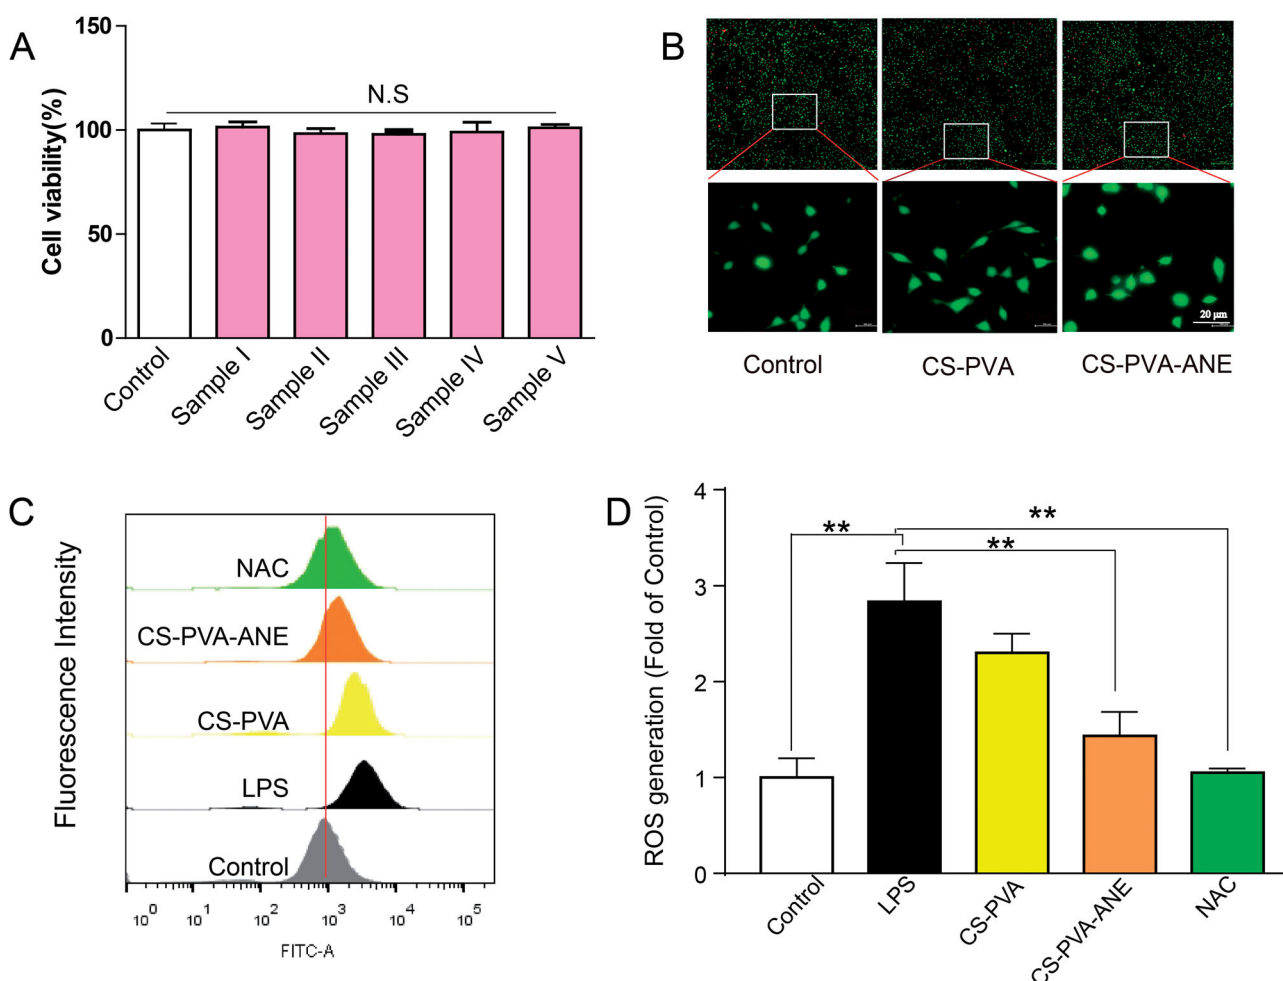 A
150
100
50
0
Cell viability(%)
N.S
Control
Sample I
Sample II
Sample III
Sample IV
Sample V
B
20 μm
Control
CS-PVA
CS-PVA-ANE
C
Fluorescence Intensity
NAC
CS-PVA-ANE
CS-PVA
LPS
Control
10^0
10^1
10^2
10^3
10^4
10^5
FITC-A
D
ROS generation (Fold of Control)
4
3
2
1
0
**
**
**
Control
LPS
CS-PVA
CS-PVA-ANE
NAC